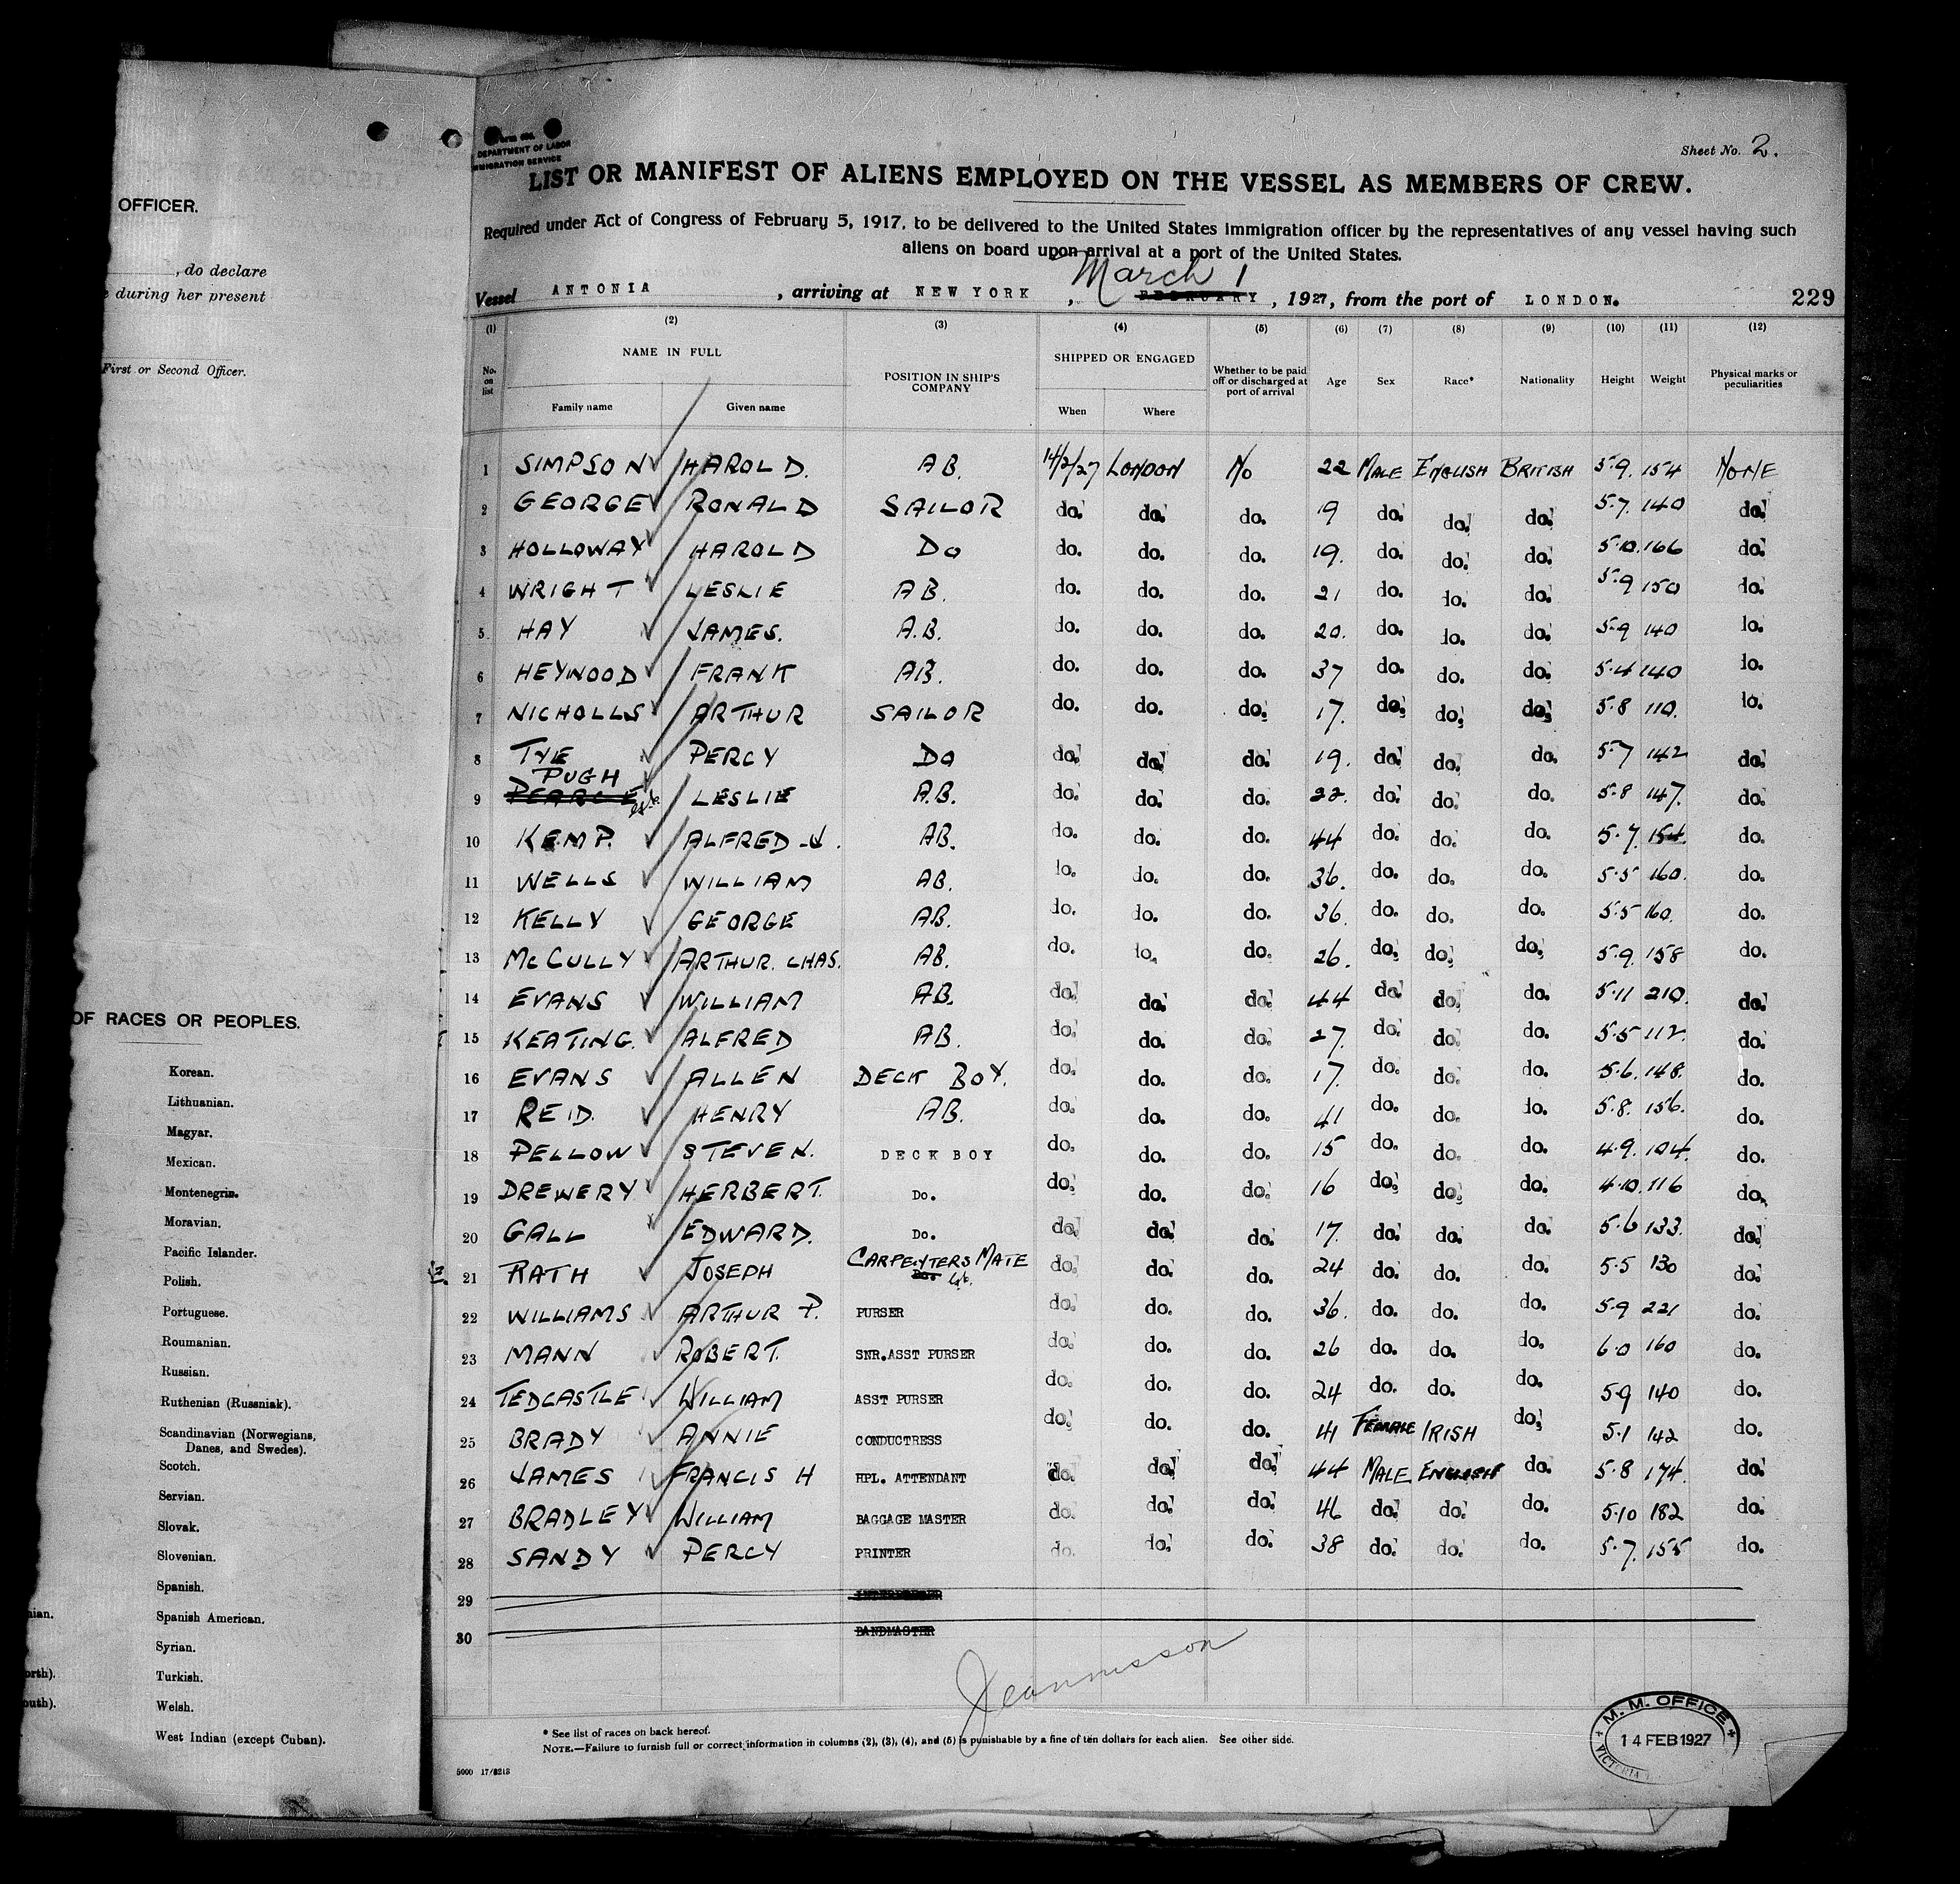 OFFICER.
, do declare
during her present
First or Second Officer.
OF RACES OR PEOPLES.
Korean.
Lithuanian.
Magyar.
Mexican.
Montenegrin.
Moravian.
Pacific Islander.
Polish.
Portuguese.
Roumanian.
Russian.
Ruthenian (Russniak).
Scandinavian (Norwegians,
Danes, and Swedes).
Scotch.
Servian.
Slovak.
Slovenian.
Spanish.
Spanish American.
Syrian.
Turkish.
Welsh.
West Indian (except Cuban).
DEPARTMENT OF LABOR
IMMIGRATION SERVICE
Sheet No. 2.
LIST OR MANIFEST OF ALIENS EMPLOYED ON THE VESSEL AS MEMBERS OF CREW.
Required under Act of Congress of February 5, 1917, to be delivered to the United States immigration officer by the representatives of any vessel having such
aliens on board upon arrival at a port of the United States.
March 1
Vessel ANTONIA, arriving at NEW YORK, FEBRUARY, 1927, from the port of LONDON.
229
(1) (2) (3) (4) (5) (6) (7) (8) (9) (10) (11) (12)
No. on list NAME IN FULL Family name Given name POSITION IN SHIP'S COMPANY SHIPPED OR ENGAGED When Where Whether to be paid off or discharged at port of arrival Age Sex Race* Nationality Height Weight Physical marks or peculiarities
1 SIMPSON HAROLD. AB. 14/2/27 LONDON No 22 MALE ENGLISH BRITISH 5.9. 154 NONE
2 GEORGE RONALD SAILOR do. do. do. 19 do. do. do. 5.7. 140 do.
3 HOLLOWAY HAROLD Do do. do. do. 19. do. do. do. 5.10. 166 do.
4 WRIGHT LESLIE AB. do. do. do. 21 do. do. do. 5.9 150 do.
5 HAY JAMES. A.B. do. do. do. 20. do. do. do. 5.9 140 do.
6 HEYWOOD FRANK AB. do. do. do. 37 do. do. do. 5.4 140 do.
7 NICHOLLS ARTHUR SAILOR do. do. do. 17. do. do. do. 5.8 110. do.
8 TYE PERCY Do do. do. do. 19. do. do. do. 5.7 142 do.
PUGH
9 PEARCE LESLIE A.B. do. do. do. 22. do. do. do. 5.8 147. do.
10 KEMP. ALFRED J. AB. do. do. do. 44 do. do. do. 5.7. 154. do.
11 WELLS WILLIAM AB. do. do. do. 36. do. do. do. 5.5 160. do.
12 KELLY GEORGE AB. do. do. do. 36. do. do. do. 5.5 160. do.
13 McCULLY ARTHUR. CHAS. AB. do. do. do. 26. do. do. do. 5.9. 158 do.
14 EVANS WILLIAM AB. do. do. do. 44 do. do. do. 5.11 210. do.
15 KEATING. ALFRED AB. do. do. do. 27. do. do. do. 5.5 112. do.
16 EVANS ALLEN DECK BOY. do. do. do. 17. do. do. do. 5.6. 148. do.
17 REID. HENRY AB. do. do. do. 41 do. do. do. 5.8. 156. do.
18 PELLOW STEVEN. DECK BOY do. do. do. 15 do. do. do. 4.9. 104. do.
19 DREWERY HERBERT. Do. do. do. do. 16 do. do. do. 4.10. 116 do.
20 GALL EDWARD. Do. do. do. do. 17. do. do. do. 5.6 133. do.
21 RATH JOSEPH CARPENTERS MATE Do. do. do. do. 24 do. do. do. 5.5 130 do.
22 WILLIAMS ARTHUR P. PURSER do. do. do. 36. do. do. do. 5.9 221 do.
23 MANN ROBERT. SNR.ASST PURSER do. do. do. 26 do. do. do. 6.0 160 do.
24 TEDCASTLE WILLIAM ASST PURSER do. do. do. 24 do. do. do. 5.9 140 do.
25 BRADY ANNIE CONDUCTRESS do. do. do. 41 FEMALE IRISH do. 5.1 142 do.
26 JAMES FRANCIS H HPL. ATTENDANT do. do. do. 44 MALE ENGLISH do. 5.8 174. do.
27 BRADLEY WILLIAM BAGGAGE MASTER do. do. do. 46 do. do. do. 5.10 182 do.
28 SANDY PERCY PRINTER do. do. do. 38 do. do. do. 5.7. 155 do.
29
30 BANDMASTER
* See list of races on back hereof.
NOTE.—Failure to furnish full or correct information in columns (2), (3), (4), and (5) is punishable by a fine of ten dollars for each alien. See other side.
M. M. OFFICE
14 FEB 1927
VICTORIA